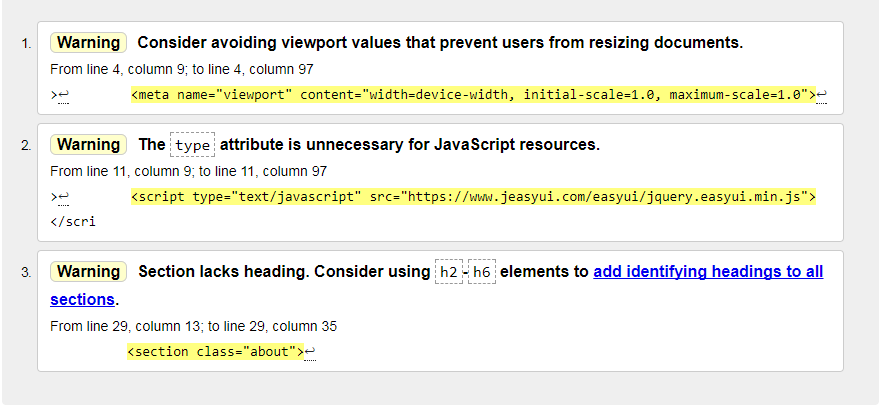 1. Warning Consider avoiding viewport values that prevent users from resizing documents.
From line 4, column 9; to line 4, column 97
>↩ <meta name="viewport" content="width=device-width, initial-scale=1.0, maximum-scale=1.0">↩
2. Warning The type attribute is unnecessary for JavaScript resources.
From line 11, column 9; to line 11, column 97
>↩ <script type="text/javascript" src="https://www.jeasyui.com/easyui/jquery.easyui.min.js">
</scri
3. Warning Section lacks heading. Consider using h2-h6 elements to add identifying headings to all
sections.
From line 29, column 13; to line 29, column 35
<section class="about">↩